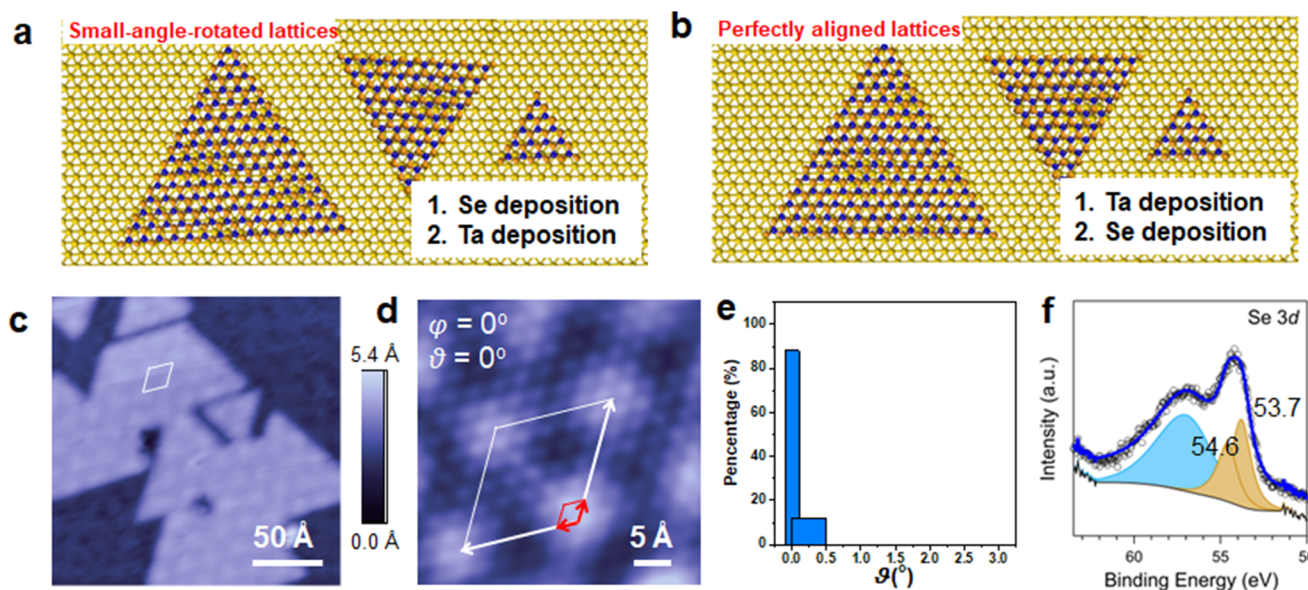 a
Small-angle-rotated lattices
1. Se deposition
2. Ta deposition
b
Perfectly aligned lattices
1. Ta deposition
2. Se deposition
c
50 Å
5.4 Å
0.0 Å
d
φ = 0°
ϑ = 0°
5 Å
e
Pencentage (%)
100
80
60
40
20
0
0.0 0.5 1.0 1.5 2.0 2.5 3.0
ϑ(°)
f
Se 3d
53.7
54.6
Intensity (a.u.)
60 55 50
Binding Energy (eV)